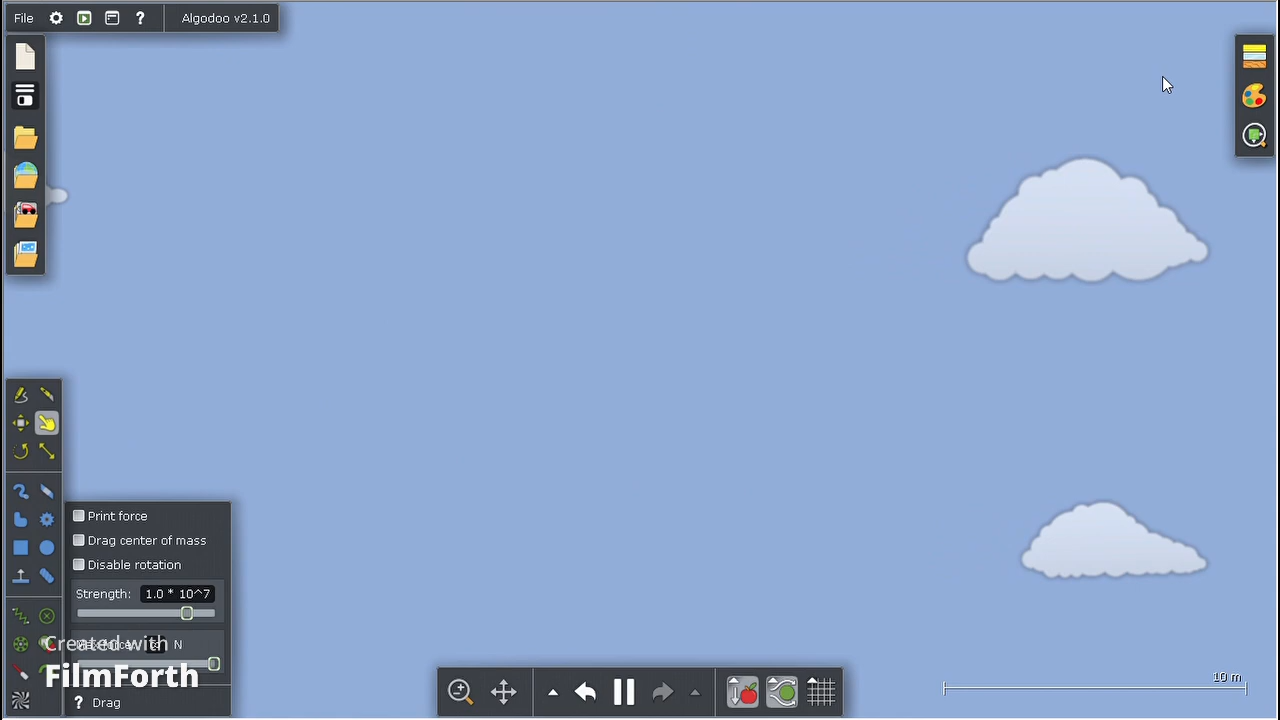 File
?
Algodoo v2.1.0
Print force
Drag center of mass
Disable rotation
Strength: 1.0 * 10^7
N
Created with
FilmForth
? Drag
10 m